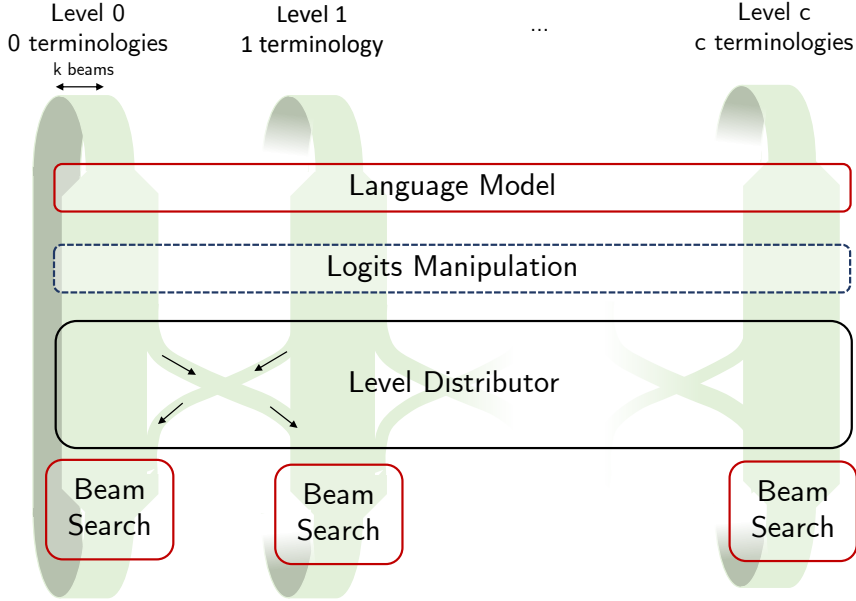 Level 0
0 terminologies
k beams
Level 1
1 terminology
...
Level c
c terminologies
Language Model
Logits Manipulation
Level Distributor
Beam
Search
Beam
Search
Beam
Search